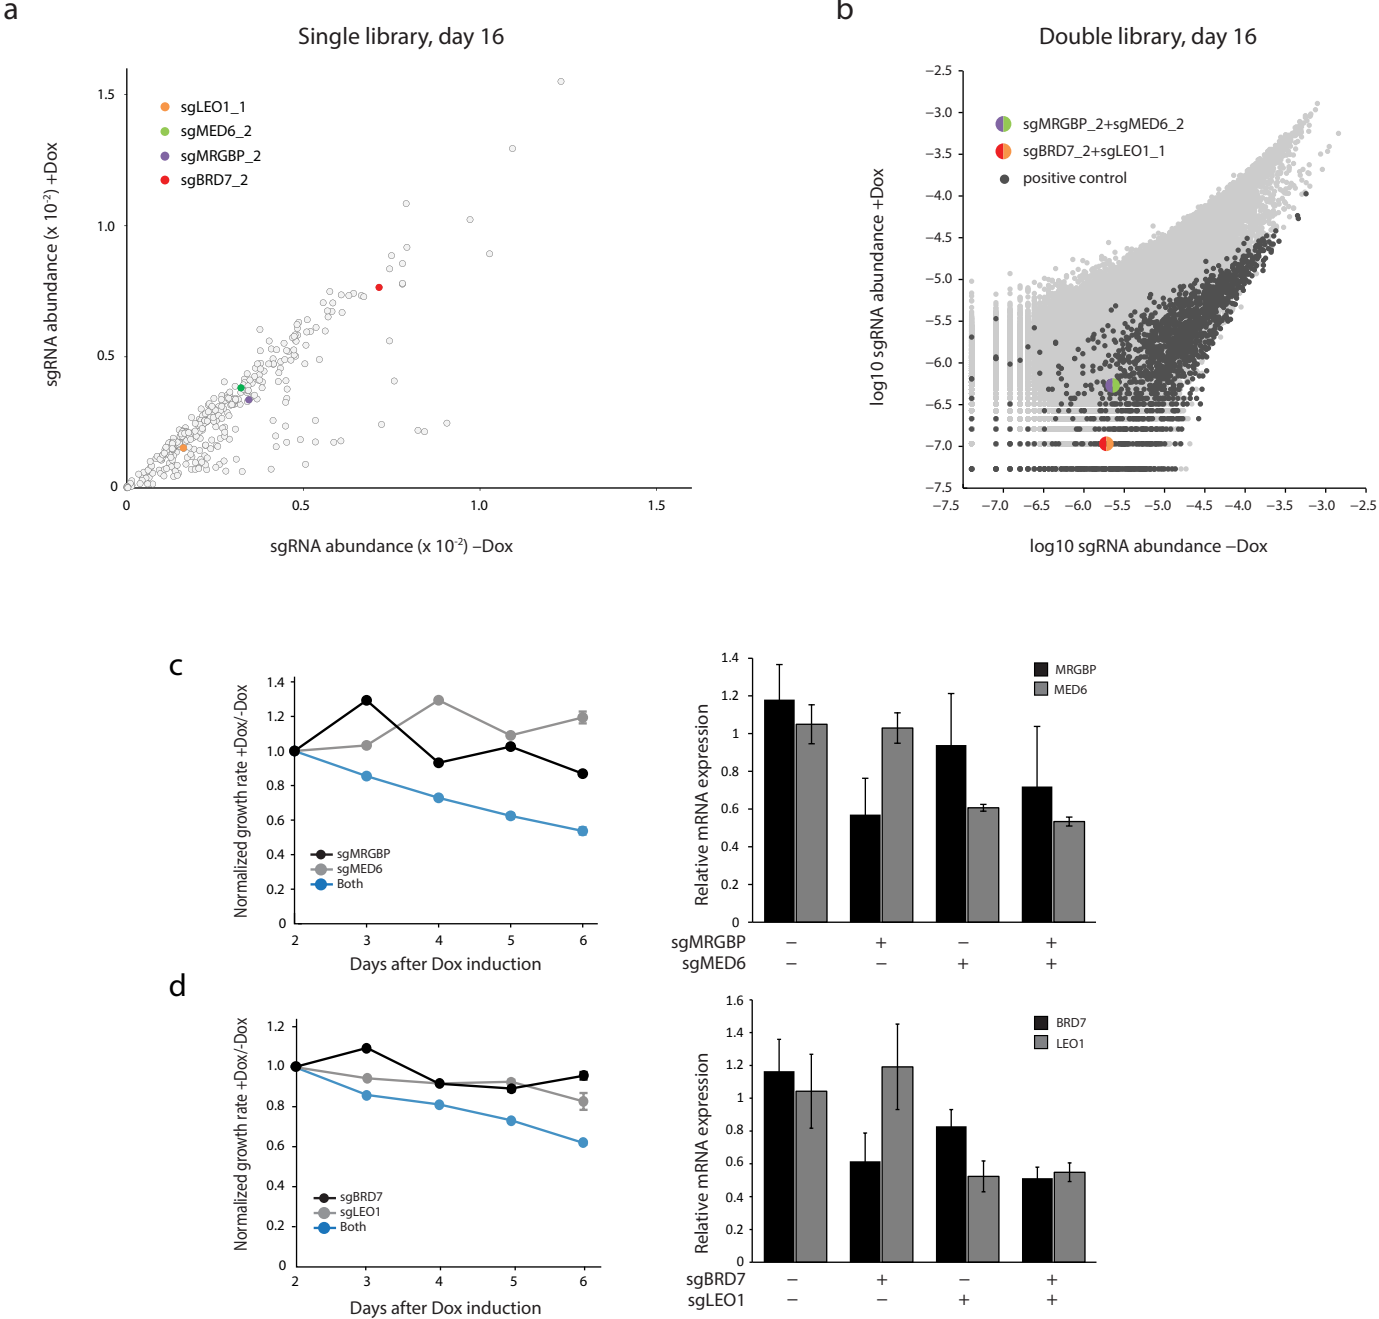 a
Single library, day 16
sgRNA abundance (x 10⁻²) +Dox
1.5
1.0
0.5
0
sgLEO1_1
sgMED6_2
sgMRGBP_2
sgBRD7_2
0
0.5
1.0
1.5
sgRNA abundance (x 10⁻²) –Dox
b
Double library, day 16
log10 sgRNA abundance +Dox
−2.5
−3.0
−3.5
−4.0
−4.5
−5.0
−5.5
−6.0
−6.5
−7.0
−7.5
sgMRGBP_2+sgMED6_2
sgBRD7_2+sgLEO1_1
positive control
−7.5 −7.0 −6.5 −6.0 −5.5 −5.0 −4.5 −4.0 −3.5 −3.0 −2.5
log10 sgRNA abundance −Dox
c
Normalized growth rate +Dox/-Dox
1.4
1.2
1.0
0.8
0.6
0.4
0.2
0
sgMRGBP
sgMED6
Both
2 3 4 5 6
Days after Dox induction
Relative mRNA expression
1.4
1.2
1
0.8
0.6
0.4
0.2
0
MRGBP
MED6
sgMRGBP − + − +
sgMED6 − − + +
d
Normalized growth rate +Dox/-Dox
1.2
1.0
0.8
0.6
0.4
0.2
0
sgBRD7
sgLEO1
Both
2 3 4 5 6
Days after Dox induction
Relative mRNA expression
1.6
1.4
1.2
1
0.8
0.6
0.4
0.2
0
BRD7
LEO1
sgBRD7 − + − +
sgLEO1 − − + +